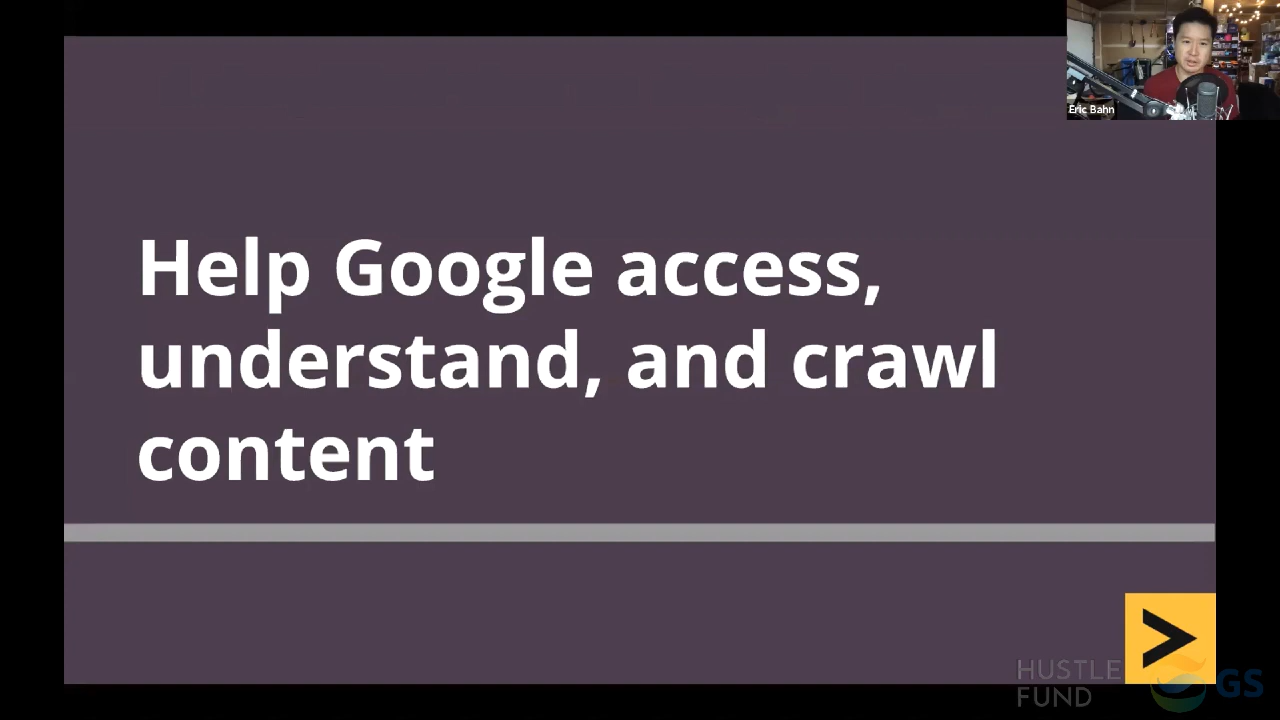 Eric Bahn
Help Google access,
understand, and crawl
content
HUSTLE
FUND
GS